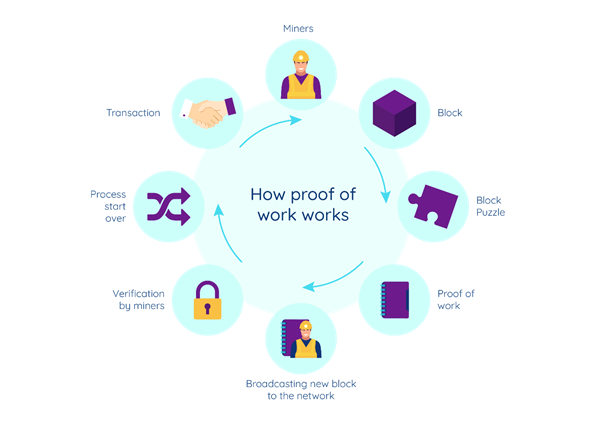 Miners
Transaction
Block
How proof of
work works
Process
start
over
Block
Puzzle
Verification
by miners
Proof of
work
Broadcasting new block
to the network